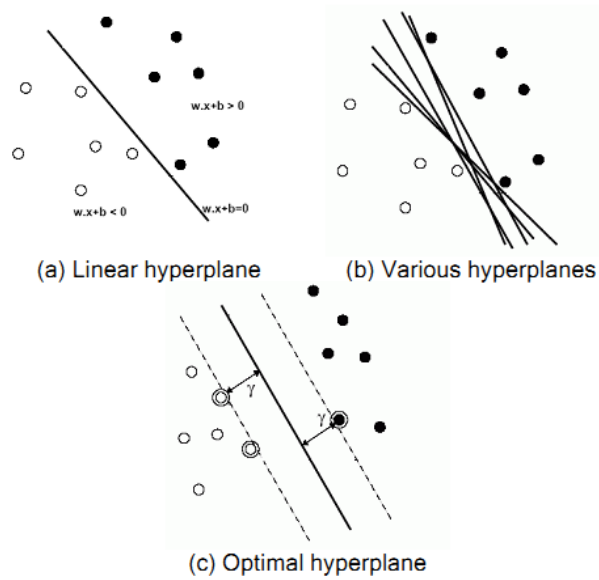 w.x+b > 0
w.x+b < 0
w.x+b=0
(a) Linear hyperplane
(b) Various hyperplanes
γ
γ
(c) Optimal hyperplane